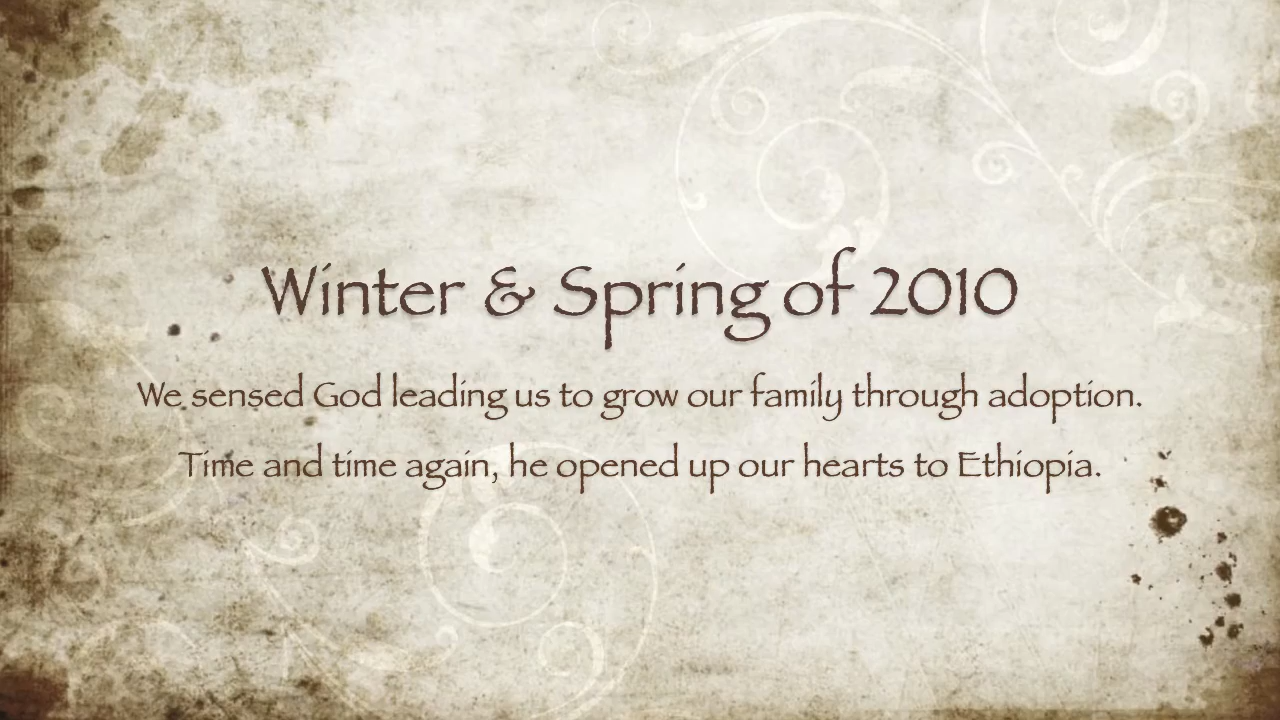 Winter & Spring of 2010
We sensed God leading us to grow our family through adoption.
Time and time again, he opened up our hearts to Ethiopia.